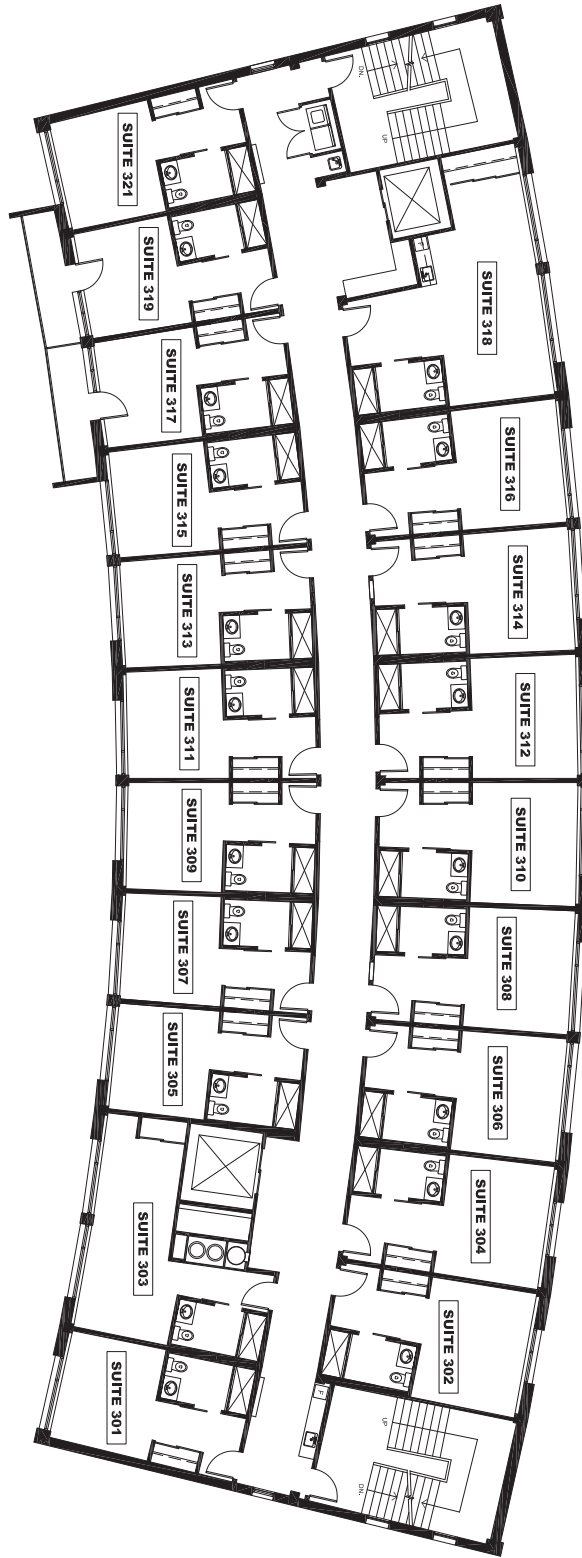 DN.
UP
SUITE 321
SUITE 319
SUITE 318
SUITE 317
SUITE 316
SUITE 315
SUITE 314
SUITE 313
SUITE 312
SUITE 311
SUITE 310
SUITE 309
SUITE 308
SUITE 307
SUITE 306
SUITE 305
SUITE 304
SUITE 303
SUITE 302
SUITE 301
F
UP
DN.